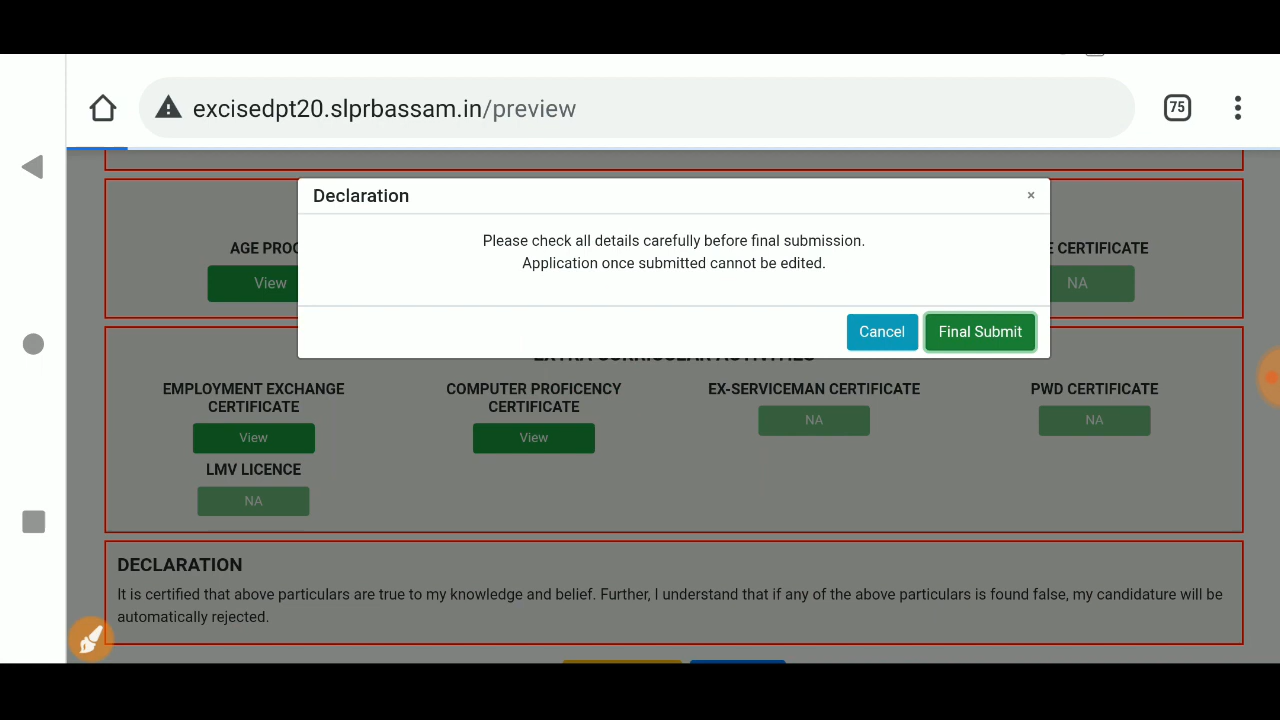 excisedpt20.slprbassam.in/preview
75
Declaration
×
Please check all details carefully before final submission.
Application once submitted cannot be edited.
Cancel
Final Submit
AGE PROO
View
E CERTIFICATE
NA
EXTRA CURRICULAR ACTIVITIES
EMPLOYMENT EXCHANGE
CERTIFICATE
View
COMPUTER PROFICENCY
CERTIFICATE
View
EX-SERVICEMAN CERTIFICATE
NA
PWD CERTIFICATE
NA
LMV LICENCE
NA
DECLARATION
It is certified that above particulars are true to my knowledge and belief. Further, I understand that if any of the above particulars is found false, my candidature will be
automatically rejected.